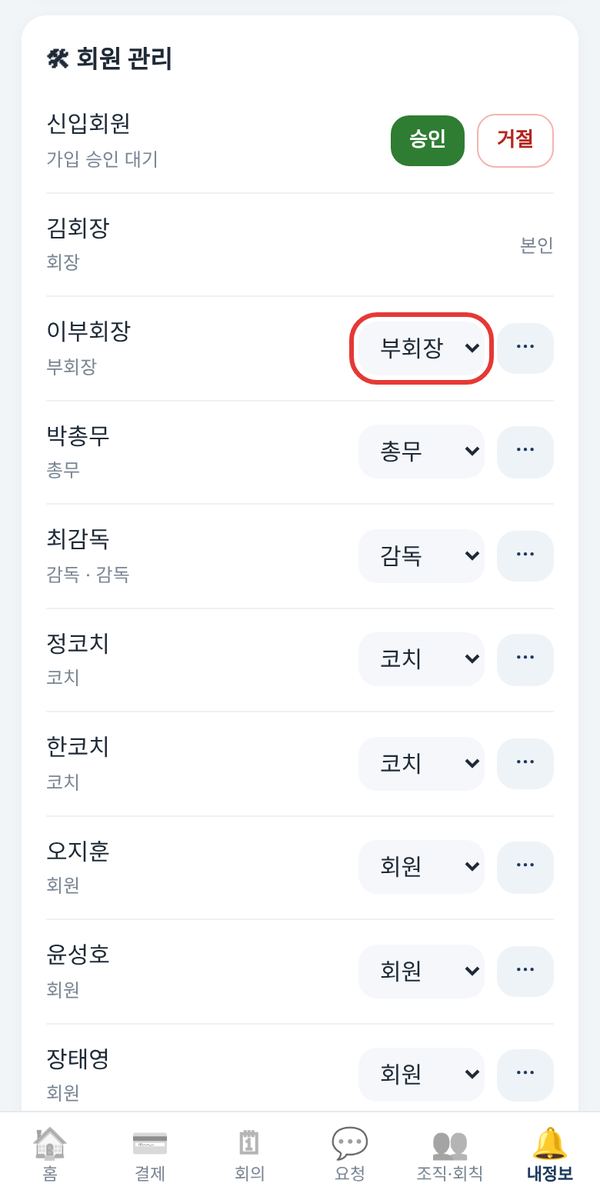 회원 관리
신입회원
가입 승인 대기
승인
거절
김회장
회장
본인
이부회장
부회장
부회장
...
박총무
총무
총무
...
최감독
감독 · 감독
감독
...
정코치
코치
코치
...
한코치
코치
코치
...
오지훈
회원
회원
...
윤성호
회원
회원
...
장태영
회원
회원
...
홈
결제
회의
요청
조직·회칙
내정보